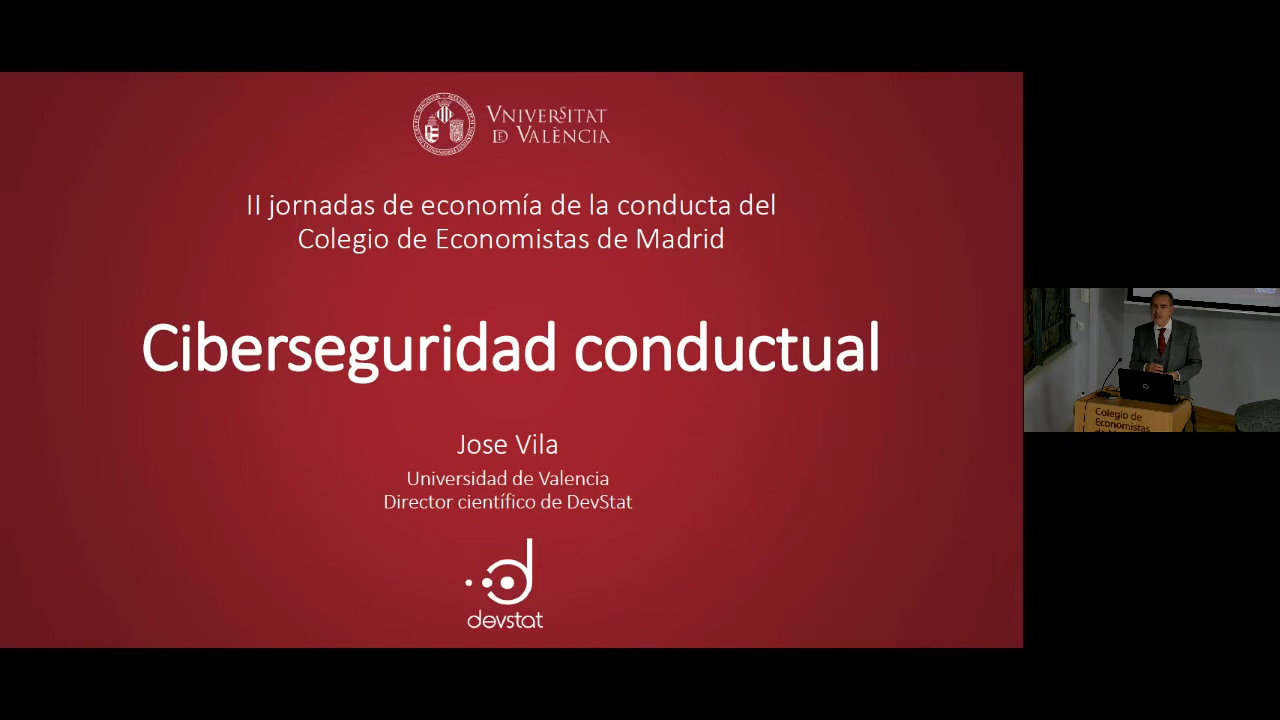 VNIVERSITAT
DE VALÈNCIA
II jornadas de economía de la conducta del
Colegio de Economistas de Madrid
Ciberseguridad conductual
Jose Vila
Universidad de Valencia
Director científico de DevStat
devstat
Colegio de
Economistas